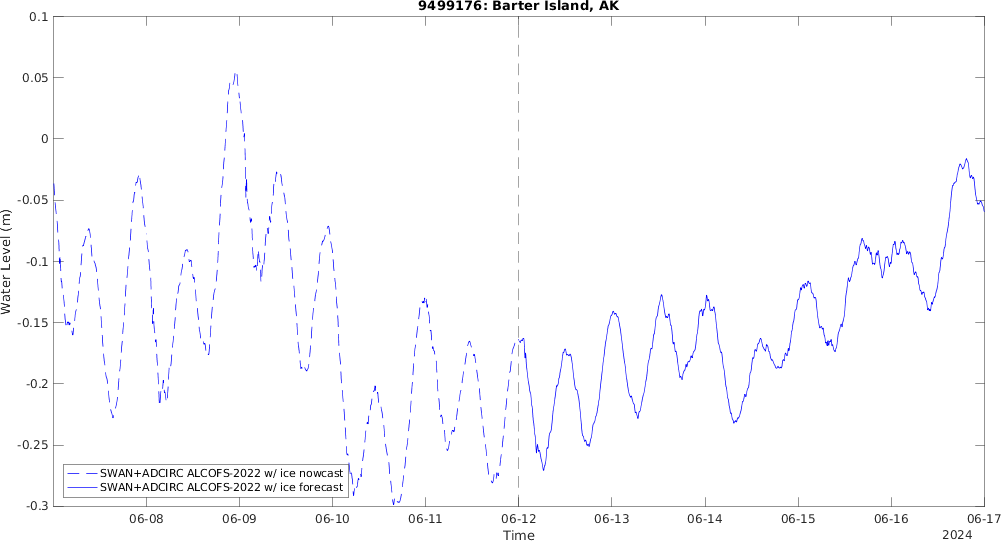 9499176: Barter Island, AK
0.1
0.05
0
-0.05
-0.1
-0.15
-0.2
-0.25
-0.3
Water Level (m)
SWAN+ADCIRC ALCOFS-2022 w/ ice nowcast
SWAN+ADCIRC ALCOFS-2022 w/ ice forecast
06-08 06-09 06-10 06-11 06-12 06-13 06-14 06-15 06-16 06-17
Time
2024